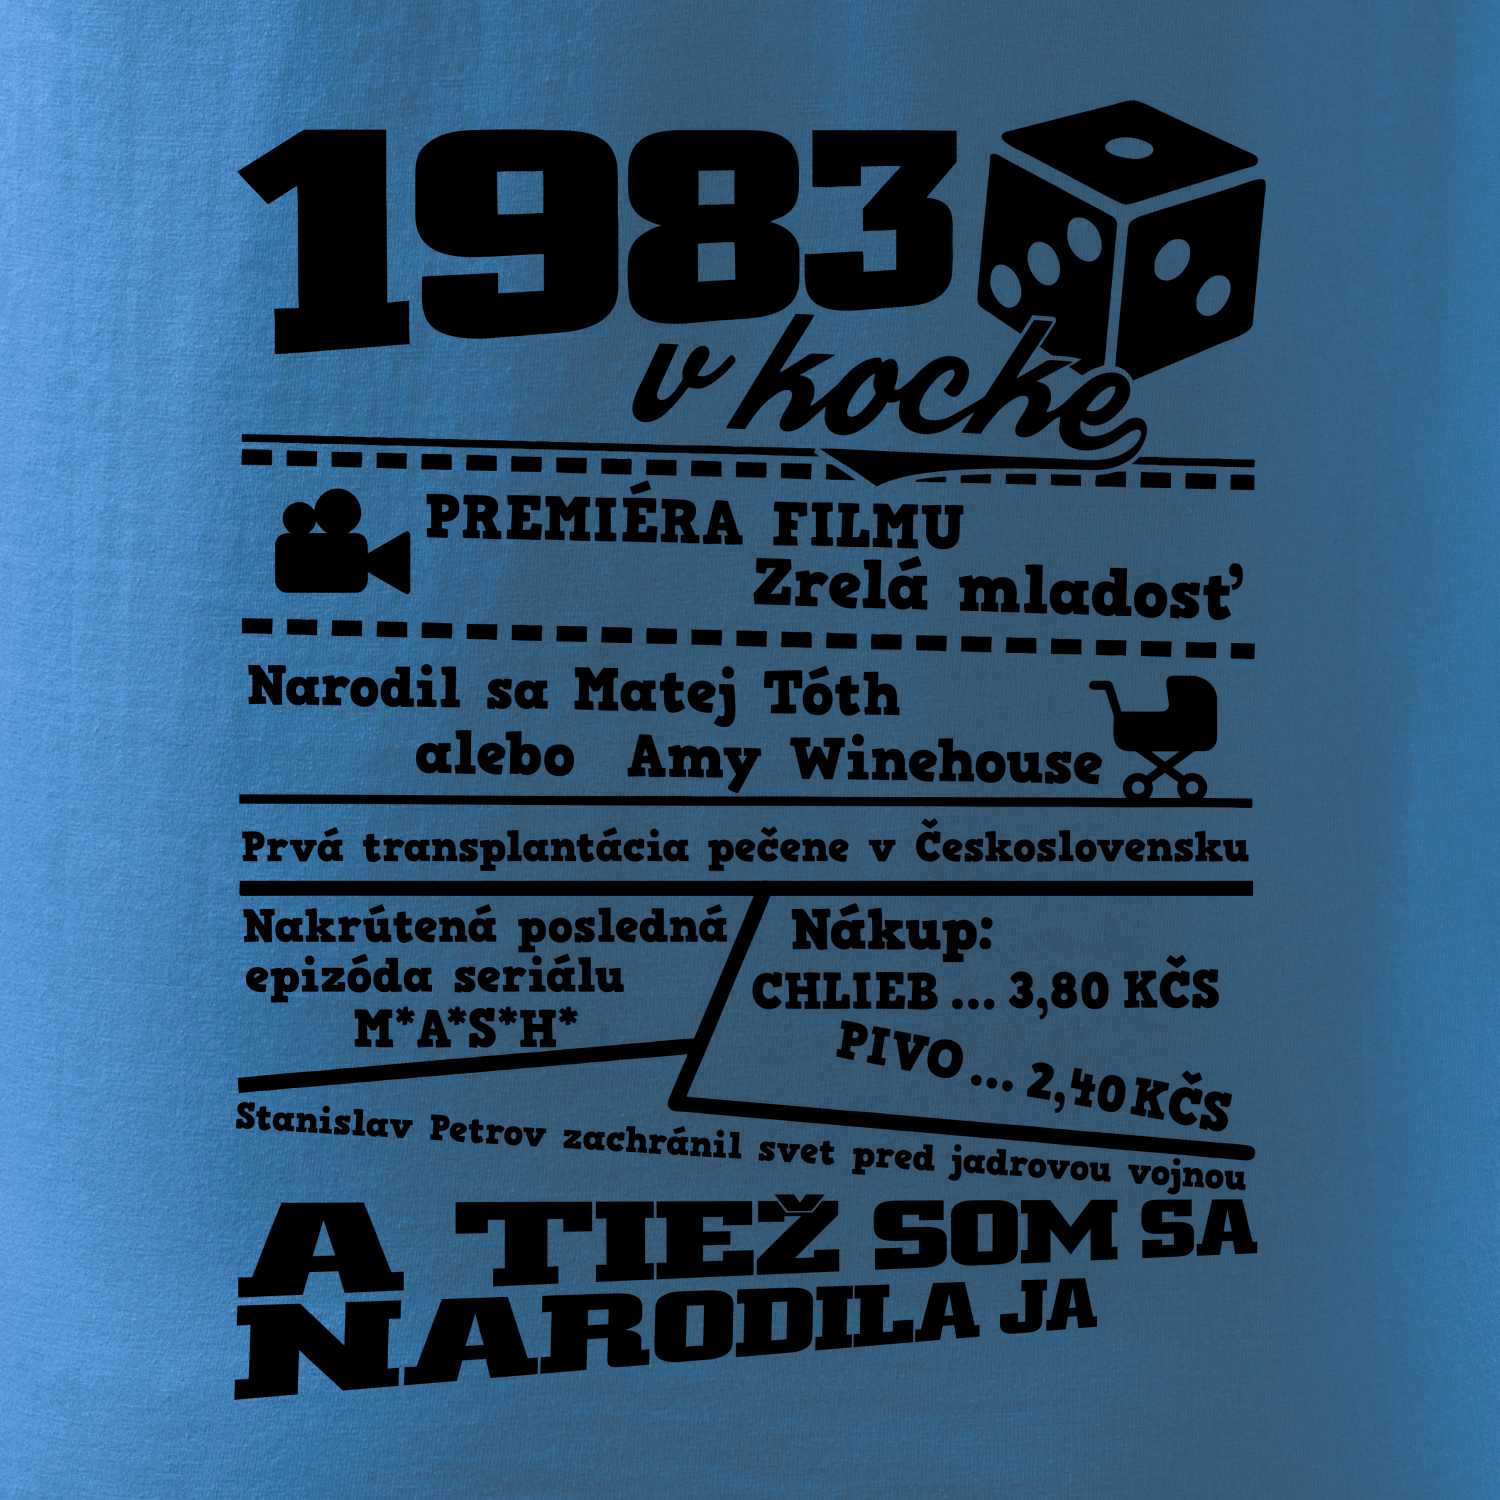 1983
v kocke
PREMIÉRA FILMU
Zrelá mladosť
Narodil sa Matej Tóth
alebo Amy Winehouse
Prvá transplantácia pečene v Československu
Nakrútená posledná
epizóda seriálu
M*A*S*H*
Nákup:
CHLIEB ... 3,80 KČS
PIVO ... 2,40 KČS
Stanislav Petrov zachránil svet pred jadrovou vojnou
A TIEŽ SOM SA
NARODILA JA